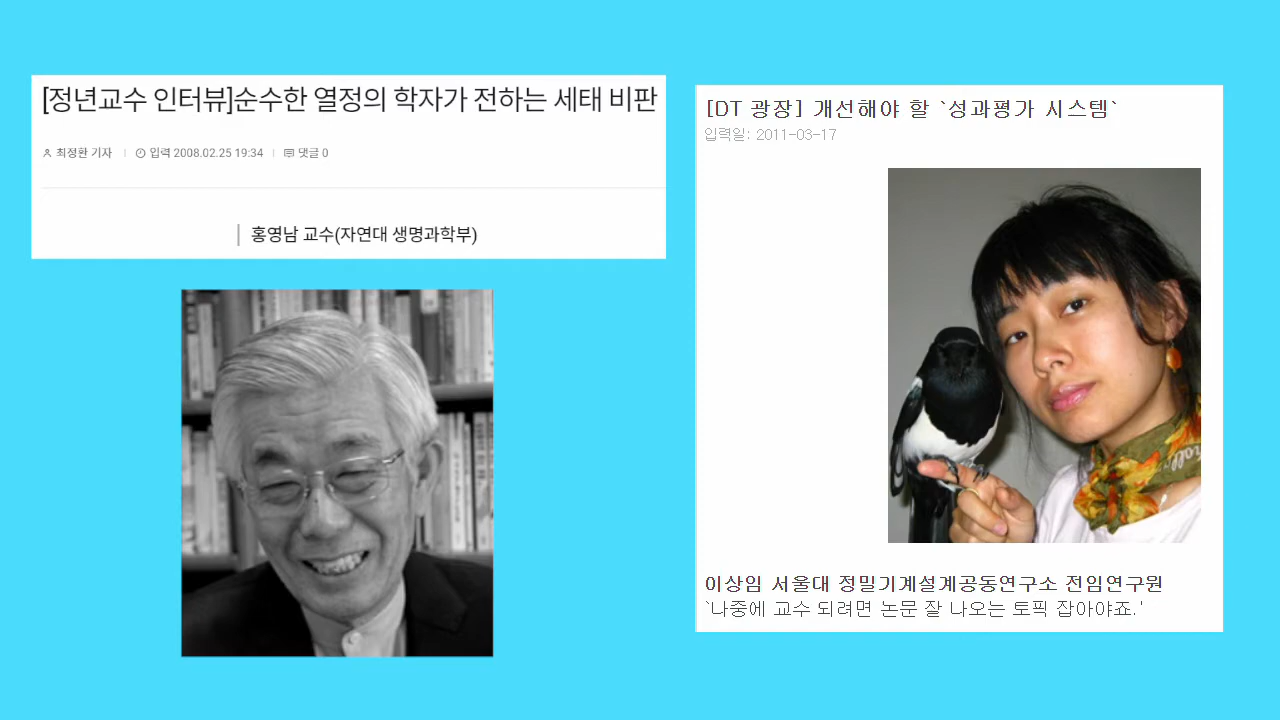 [정년교수 인터뷰]순수한 열정의 학자가 전하는 세태 비판
최정환 기자 | 입력 2008.02.25 19:34 | 댓글 0
홍영남 교수(자연대 생명과학부)
[DT 광장] 개선해야 할 `성과평가 시스템`
입력일: 2011-03-17
이상임 서울대 정밀기계설계공동연구소 전임연구원
`나중에 교수 되려면 논문 잘 나오는 토픽 잡아야죠.'